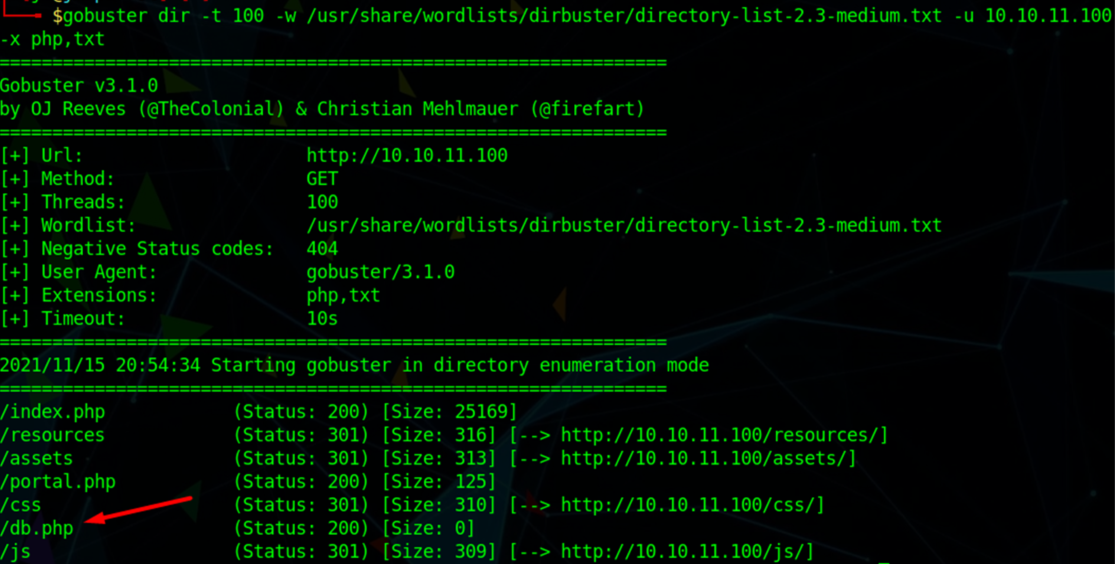 $gobuster dir -t 100 -w /usr/share/wordlists/dirbuster/directory-list-2.3-medium.txt -u 10.10.11.100
-x php,txt
===============================================================
Gobuster v3.1.0
by OJ Reeves (@TheColonial) & Christian Mehlmauer (@firefart)
===============================================================
[+] Url:                     http://10.10.11.100
[+] Method:                  GET
[+] Threads:                 100
[+] Wordlist:                /usr/share/wordlists/dirbuster/directory-list-2.3-medium.txt
[+] Negative Status codes:   404
[+] User Agent:              gobuster/3.1.0
[+] Extensions:              php,txt
[+] Timeout:                 10s
===============================================================
2021/11/15 20:54:34 Starting gobuster in directory enumeration mode
===============================================================
/index.php            (Status: 200) [Size: 25169]
/resources            (Status: 301) [Size: 316] [--> http://10.10.11.100/resources/]
/assets               (Status: 301) [Size: 313] [--> http://10.10.11.100/assets/]
/portal.php           (Status: 200) [Size: 125]
/css                  (Status: 301) [Size: 310] [--> http://10.10.11.100/css/]
/db.php               (Status: 200) [Size: 0]
/js                   (Status: 301) [Size: 309] [--> http://10.10.11.100/js/]